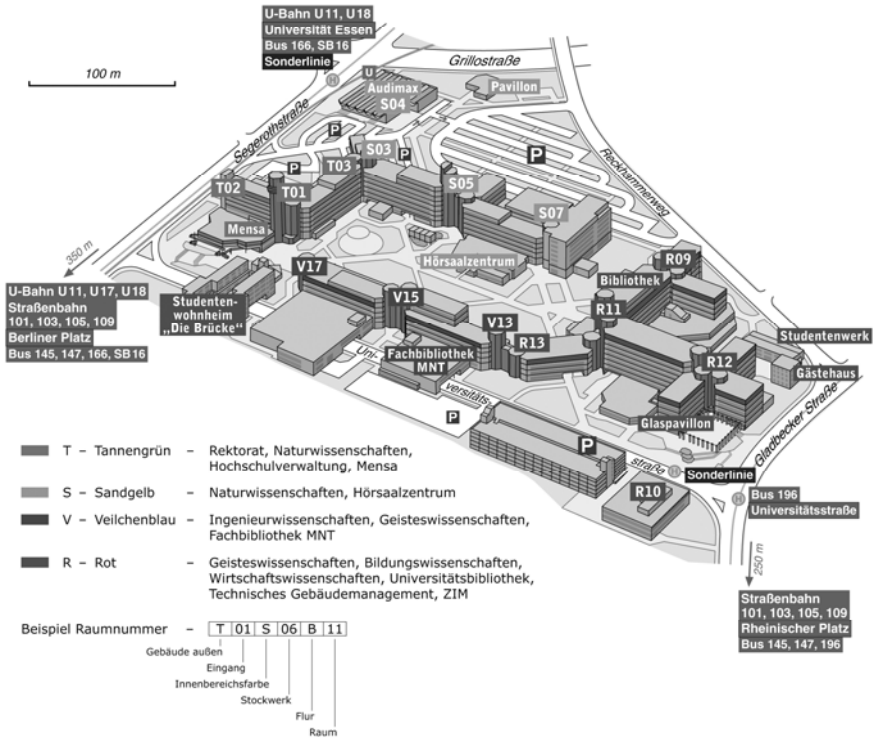 U-Bahn U11, U18
Universität Essen
Bus 166, SB16
Sonderlinie
H
100 m
Grillostraße
U
Audimax
S04
Pavillon
Segerothstraße
Reckhammerweg
P
P
P
P
S03
T03
T02
T01
S05
S07
Mensa
350 m
Hörsaalzentrum
V17
R09
Bibliothek
U-Bahn U11, U17, U18
Straßenbahn
101, 103, 105, 109
Berliner Platz
Bus 145, 147, 166, SB16
Studenten-
wohnheim
„Die Brücke“
V15
V13
R11
R13
Studentenwerk
Uni-
Fachbibliothek
MNT
R12
Gästehaus
versitäts-
P
Glaspavillon
Gladbecker Straße
P
straße
H
Sonderlinie
R10
H
Bus 196
Universitätsstraße
250 m
Straßenbahn
101, 103, 105, 109
Rheinischer Platz
Bus 145, 147, 196
T – Tannengrün – Rektorat, Naturwissenschaften,
Hochschulverwaltung, Mensa
S – Sandgelb – Naturwissenschaften, Hörsaalzentrum
V – Veilchenblau – Ingenieurwissenschaften, Geisteswissenschaften,
Fachbibliothek MNT
R – Rot – Geisteswissenschaften, Bildungswissenschaften,
Wirtschaftswissenschaften, Universitätsbibliothek,
Technisches Gebäudemanagement, ZIM
Beispiel Raumnummer – T 01 S 06 B 11
Gebäude außen
Eingang
Innenbereichsfarbe
Stockwerk
Flur
Raum